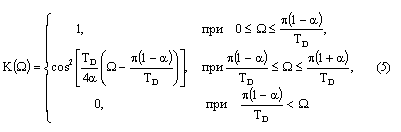 1, при 0 ≤ Ω ≤ π(1 − α)/T_D,
K(Ω) = { cos²[T_D/4α (Ω − π(1 − α)/T_D)], при π(1 − α)/T_D ≤ Ω ≤ π(1 + α)/T_D, (5)
0, при π(1 − α)/T_D < Ω